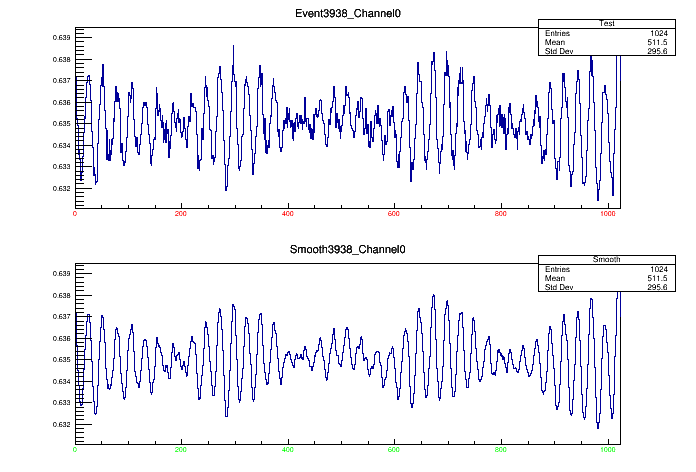 Event3938_Channel0
Test
Entries 1024
Mean 511.5
Std Dev 295.6
0.639
0.638
0.637
0.636
0.635
0.634
0.633
0.632
0 200 400 600 800 1000
Smooth3938_Channel0
Smooth
Entries 1024
Mean 511.5
Std Dev 295.6
0.639
0.638
0.637
0.636
0.635
0.634
0.633
0.632
0 200 400 600 800 1000